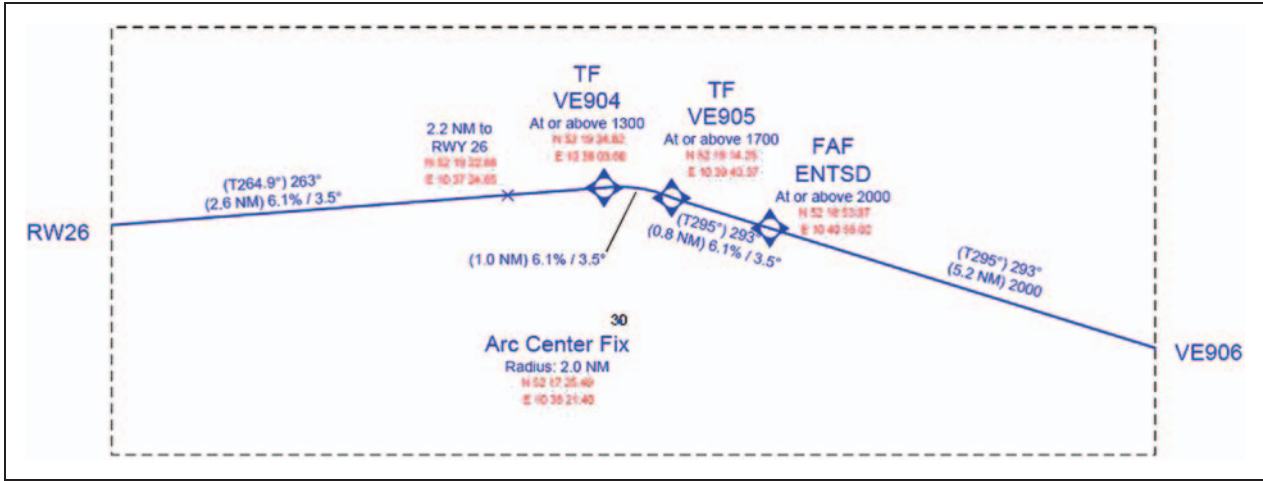 TF
VE904
At or above 1300
TF
VE905
At or above 1700
FAF
ENTSD
At or above 2000
2.2 NM to
RWY 26
(T264.9°) 263°
(2.6 NM) 6.1% / 3.5°
RW26
(1.0 NM) 6.1% / 3.5°
(T295°) 293°
(0.8 NM) 6.1% / 3.5°
(T295°) 293°
(5.2 NM) 2000
VE906
30
Arc Center Fix
Radius: 2.0 NM